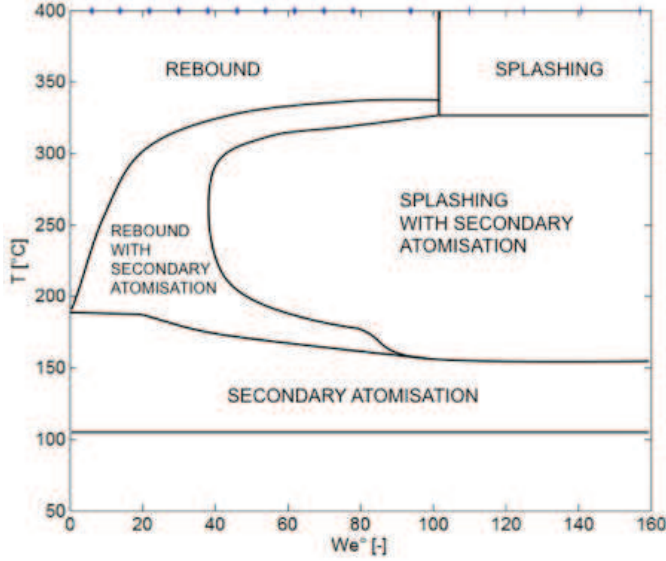 400
350
300
250
200
150
100
50
T [°C]
REBOUND
SPLASHING
SPLASHING
WITH SECONDARY
ATOMISATION
REBOUND
WITH
SECONDARY
ATOMISATION
SECONDARY ATOMISATION
0
20
40
60
80
100
120
140
160
We° [-]